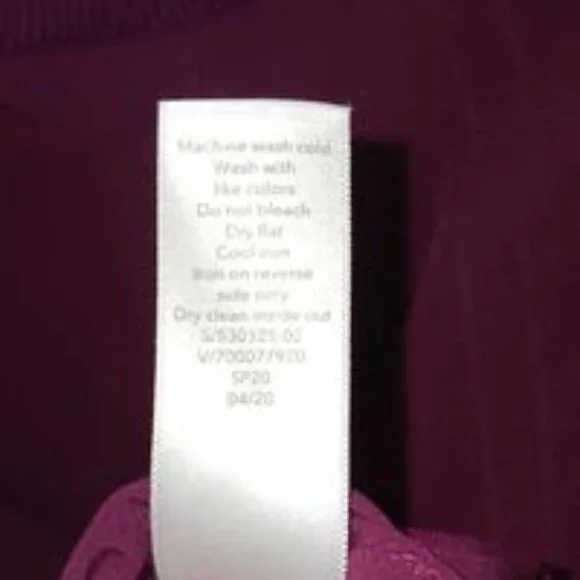 Machine wash cold
Wash with
like colors
Do not bleach
Dry flat
Cool iron
Iron on reverse
side only
Dry clean inside out
S/530125-02
V/700077920
SP20
04/20